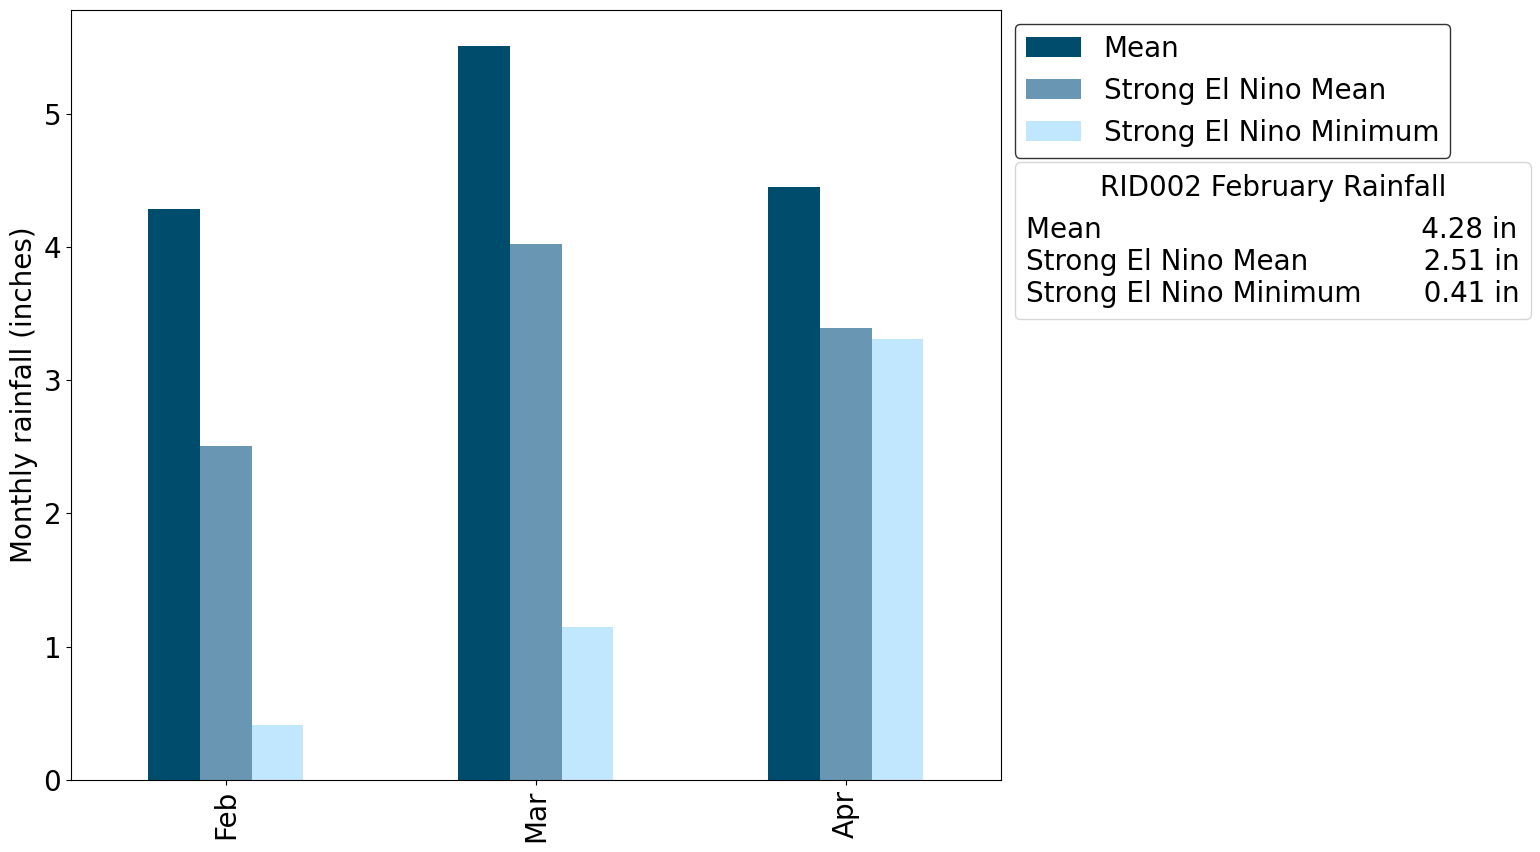 Monthly rainfall (inches)
5
4
3
2
1
0
Feb
Mar
Apr
Mean
Strong El Nino Mean
Strong El Nino Minimum
RID002 February Rainfall
Mean 4.28 in
Strong El Nino Mean 2.51 in
Strong El Nino Minimum 0.41 in